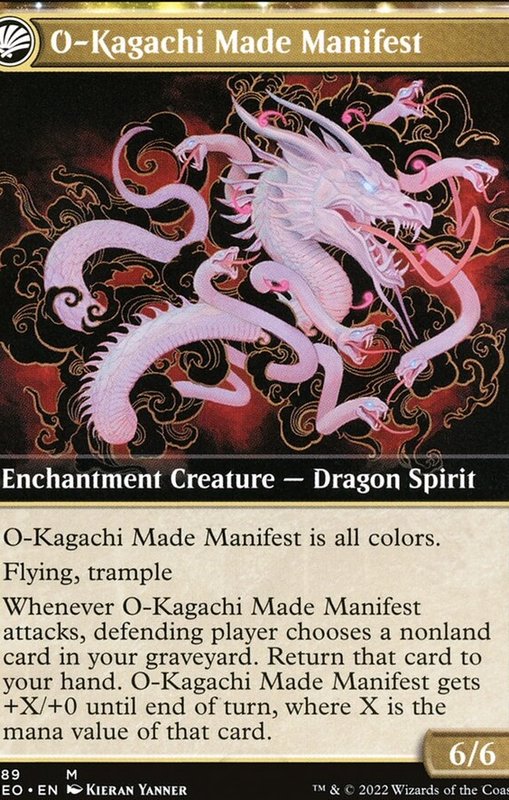 O-Kagachi Made Manifest
Enchantment Creature — Dragon Spirit
O-Kagachi Made Manifest is all colors.
Flying, trample
Whenever O-Kagachi Made Manifest
attacks, defending player chooses a nonland
card in your graveyard. Return that card to
your hand. O-Kagachi Made Manifest gets
+X/+0 until end of turn, where X is the
mana value of that card.
6/6
89 M
EO • EN KIERAN YANNER
™ & © 2022 Wizards of the Coas